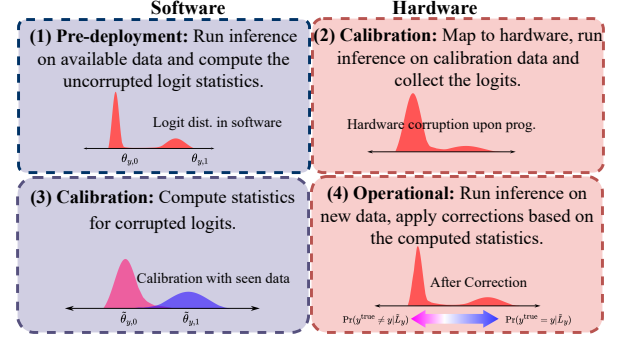 Software
Hardware
(1) Pre-deployment: Run inference
on available data and compute the
uncorrupted logit statistics.
Logit dist. in software
θy,0
θy,1
(2) Calibration: Map to hardware, run
inference on calibration data and
collect the logits.
Hardware corruption upon prog.
(3) Calibration: Compute statistics
for corrupted logits.
Calibration with seen data
θ̃y,0
θ̃y,1
(4) Operational: Run inference on
new data, apply corrections based on
the computed statistics.
After Correction
Pr(y^true ≠ y|L̃y)
Pr(y^true = y|L̃y)